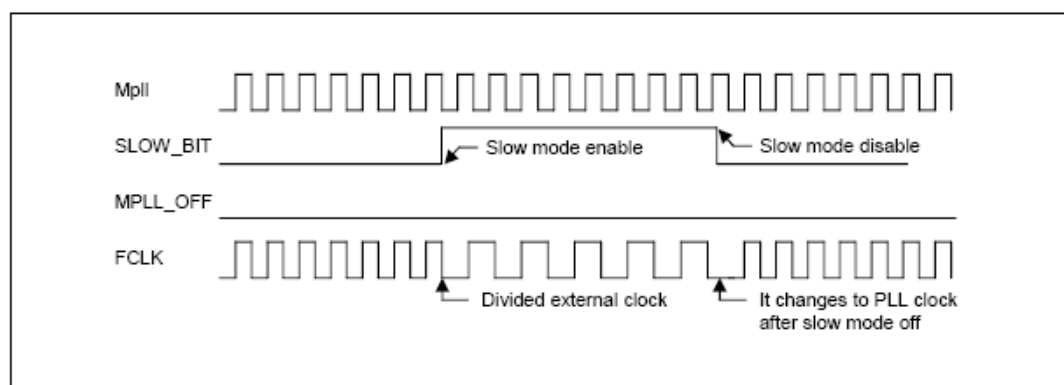 Mpll
SLOW_BIT
Slow mode enable
Slow mode disable
MPLL_OFF
FCLK
Divided external clock
It changes to PLL clock
after slow mode off